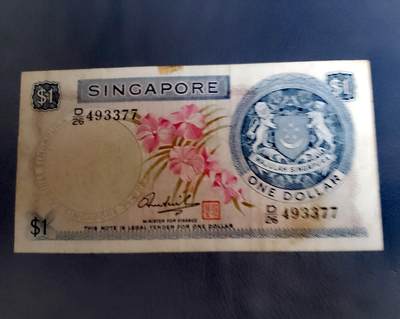 $1
SINGAPORE
$1
D/26 493377
MAJULAH SINGAPURA
ONE DOLLAR
D/26 493377
$1
MINISTER FOR FINANCE
THIS NOTE IS LEGAL TENDER FOR ONE DOLLAR